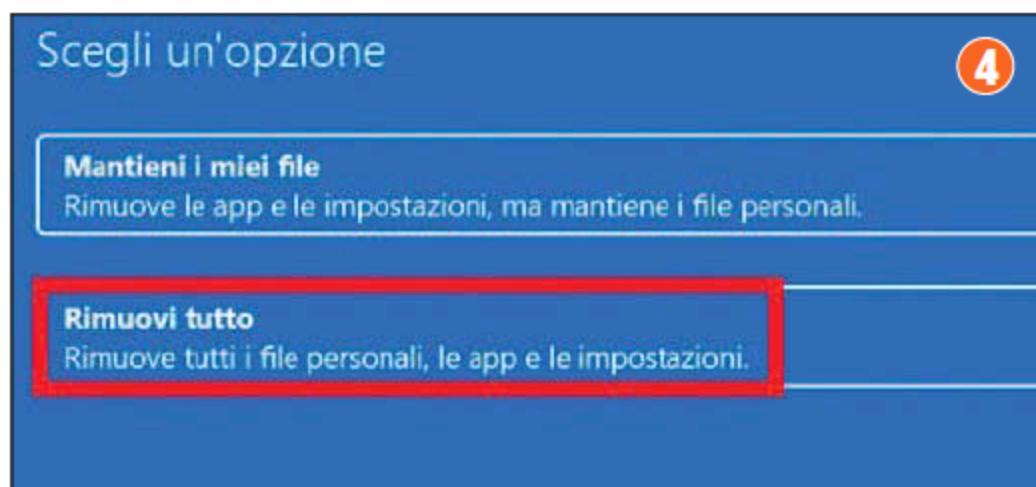 Scegli un'opzione
4
Mantieni i miei file
Rimuove le app e le impostazioni, ma mantiene i file personali.
Rimuovi tutto
Rimuove tutti i file personali, le app e le impostazioni.